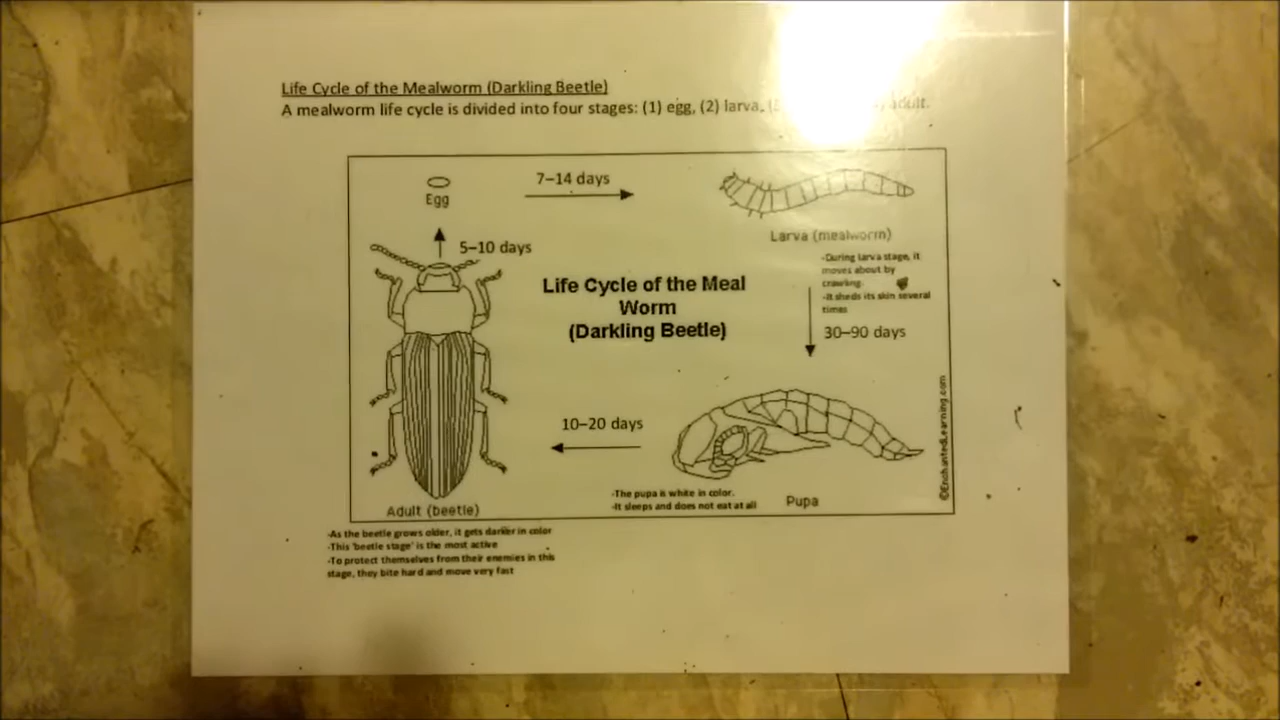 Life Cycle of the Mealworm (Darkling Beetle)
A mealworm life cycle is divided into four stages: (1) egg, (2) larva, adult.
Egg
7–14 days
Larva (mealworm)
5–10 days
-During larva stage, it
moves about by
crawling.
-It sheds its skin several
times
Life Cycle of the Meal
Worm
(Darkling Beetle)
30–90 days
10–20 days
-The pupa is white in color.
-It sleeps and does not eat at all
Pupa
©EnchantedLearning.com
Adult (beetle)
-As the beetle grows older, it gets darker in color
-This 'beetle stage' is the most active
-To protect themselves from their enemies in this
stage, they bite hard and move very fast